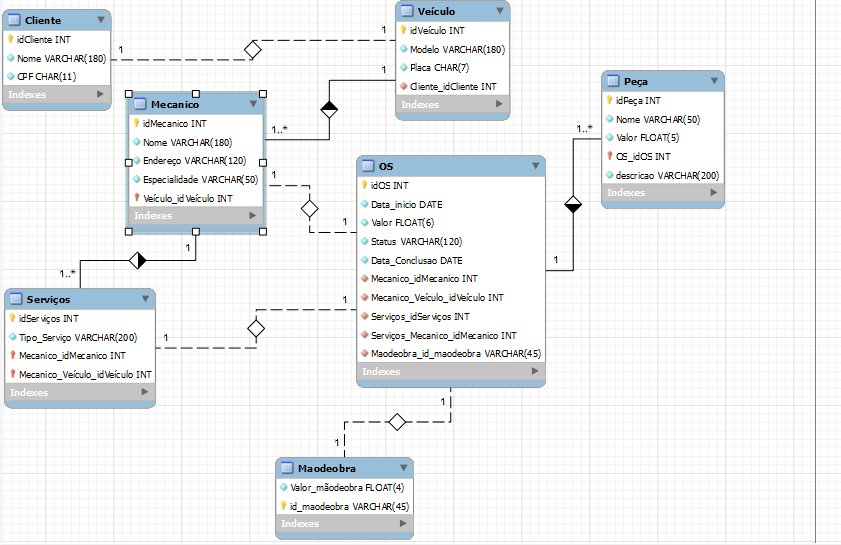 Cliente
idCliente INT
Nome VARCHAR(180)
CPF CHAR(11)
Indexes
1
1
Veículo
idVeículo INT
Modelo VARCHAR(180)
Placa CHAR(7)
Cliente_idCliente INT
Indexes
1
1..*
Mecanico
idMecanico INT
Nome VARCHAR(180)
Endereço VARCHAR(120)
Especialidade VARCHAR(50)
Veículo_idVeículo INT
Indexes
1
1
1
1..*
Peça
idPeça INT
Nome VARCHAR(50)
Valor FLOAT(5)
OS_idOS INT
descricao VARCHAR(200)
Indexes
1..*
1
OS
idOS INT
Data_inicio DATE
Valor FLOAT(6)
Status VARCHAR(120)
Data_Conclusao DATE
Mecanico_idMecanico INT
Mecanico_Veículo_idVeículo INT
Serviços_idServiços INT
Serviços_Mecanico_idMecanico INT
Maodeobra_id_maodeobra VARCHAR(45)
Indexes
Serviços
idServiços INT
Tipo_Serviço VARCHAR(200)
Mecanico_idMecanico INT
Mecanico_Veículo_idVeículo INT
Indexes
1
1
1
1
Maodeobra
Valor_mãodeobra FLOAT(4)
id_maodeobra VARCHAR(45)
Indexes